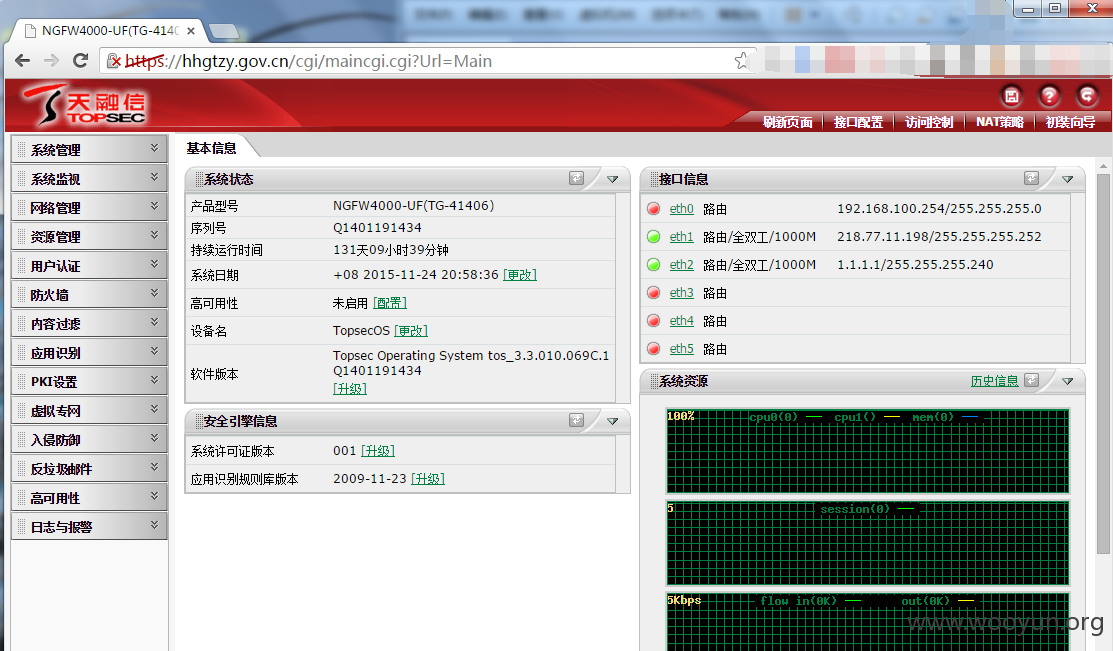 NGFW4000-UF(TG-4140
https://hhgtzy.gov.cn/cgi/maincgi.cgi?Url=Main
天融信
TOPSEC
刷新页面 接口配置 访问控制 NAT策略 初装向导
系统管理
系统监视
网络管理
资源管理
用户认证
防火墙
内容过滤
应用识别
PKI设置
虚拟专网
入侵防御
反垃圾邮件
高可用性
日志与报警
基本信息
系统状态
产品型号 NGFW4000-UF(TG-41406)
序列号 Q1401191434
持续运行时间 131天09小时39分钟
系统日期 +08 2015-11-24 20:58:36 [更改]
高可用性 未启用 [配置]
设备名 TopsecOS [更改]
软件版本 Topsec Operating System tos_3.3.010.069C.1
Q1401191434
[升级]
安全引擎信息
系统许可证版本 001 [升级]
应用识别规则库版本 2009-11-23 [升级]
接口信息
eth0 路由 192.168.100.254/255.255.255.0
eth1 路由/全双工/1000M 218.77.11.198/255.255.255.252
eth2 路由/全双工/1000M 1.1.1.1/255.255.255.240
eth3 路由
eth4 路由
eth5 路由
系统资源 历史信息
100% cpu0(0) cpu1() mem(0)
5 session(0)
5Kbps flow in(0K) out(0K)
www.wooyun.org